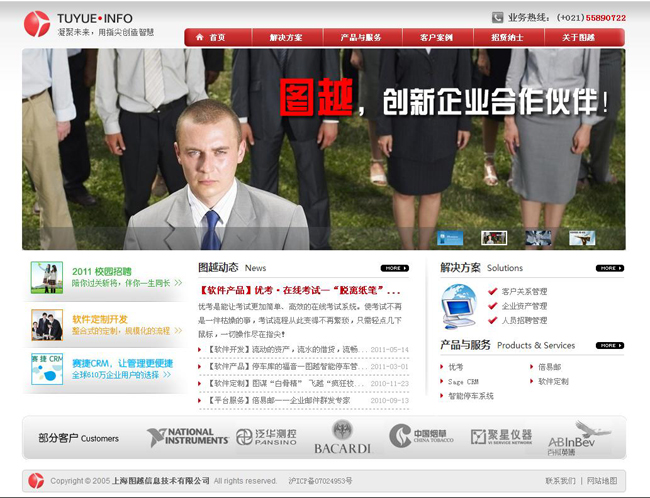 TUYUE•INFO
凝聚未来，用指尖创造智慧
业务热线：(+021)55890722
首页 解决方案 产品与服务 客户案例 招贤纳士 关于图越
图越，创新企业合作伙伴！
2011 校园招聘
陪你过关斩将，伴你一生同长 >>
软件定制开发
整合式的定制，规模化的流程 >>
赛捷 CRM
赛捷CRM，让管理更便捷
全球610万企业用户的选择 >>
图越动态 News MORE
【软件产品】优考·在线考试—“脱离纸笔”...
优考是能让考试更加简单、高效的在线考试系统。使考试不再
是一件枯燥的事，考试流程从此变得不再繁琐，只需轻点几下
鼠标，一切操作尽在指尖!
【软件开发】流动的资产，流水的借贷，流畅... 2011-05-14
【软件产品】停车库的福音—图越智能停车管... 2011-03-01
【软件定制】图谋“白骨精” 飞越“疯狂校... 2010-11-23
【平台服务】信易邮——企业邮件群发专家 2010-09-13
解决方案 Solutions MORE
客户关系管理
企业资产管理
人员招聘管理
产品与服务 Products & Services MORE
优考 信易邮
Sage CRM 软件定制
智能停车系统
部分客户 Customers
NATIONAL INSTRUMENTS
泛华测控 PANSINO
BACARDI
中国烟草 CHINA TOBACCO
聚星仪器 VI SERVICE NETWORK
ABInBev 百威英博
Copyright © 2005 上海图越信息技术有限公司 All rights reserved. 沪ICP备07024953号
联系我们 | 网站地图